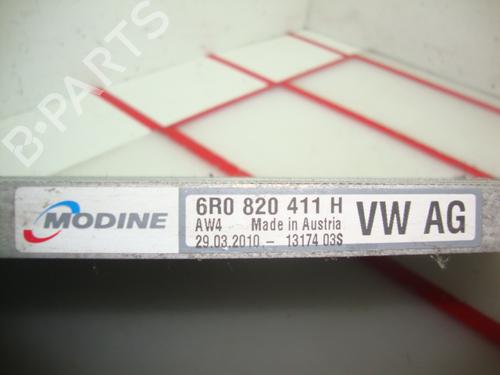 B·PARTS
MODINE
6R0 820 411 H
AW4 Made in Austria
29.03.2010 – 13174 03S
VW AG